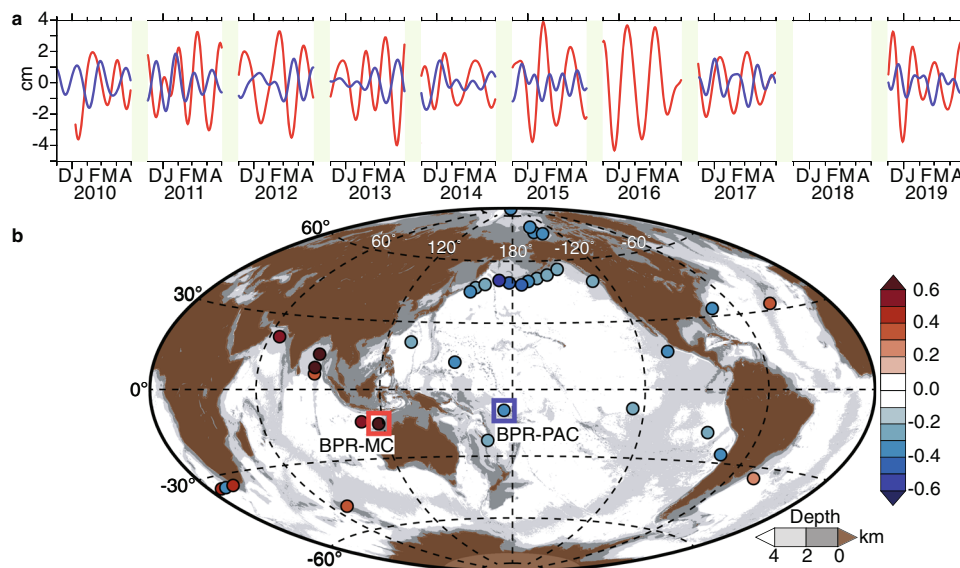 a
4
2
0
-2
-4
cm
DJ FMA DJ FMA DJ FMA DJ FMA DJ FMA DJ FMA DJ FMA DJ FMA DJ FMA DJ FMA
2010 2011 2012 2013 2014 2015 2016 2017 2018 2019
b
60°
60° 120° 180° -120° -60
30°
0°
-30°
-60°
BPR-MC
BPR-PAC
0.6
0.4
0.2
0.0
-0.2
-0.4
-0.6
Depth
km
4 2 0